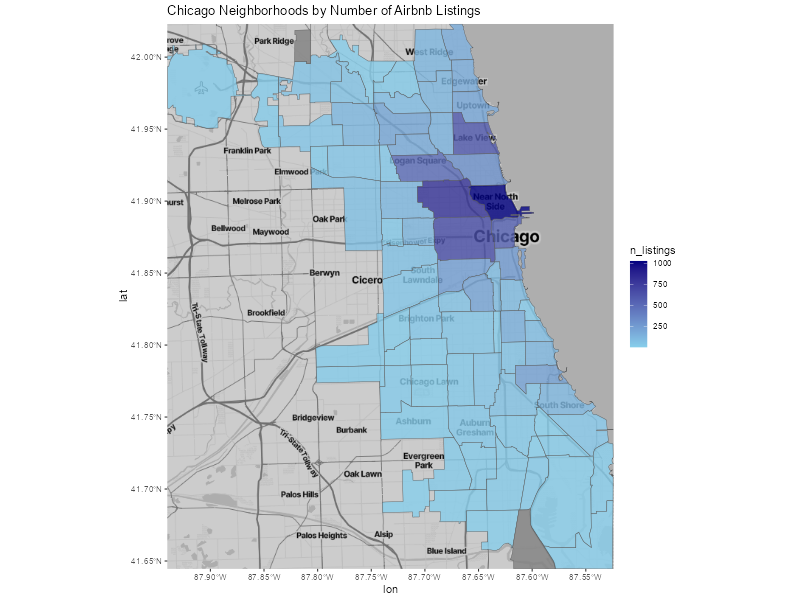 Chicago Neighborhoods by Number of Airbnb Listings
Park Ridge
West Ridge
Edgewater
Uptown
Lake View
Franklin Park
Logan Square
Elmwood Park
Near North
Side
Melrose Park
Oak Park
Bellwood
Maywood
Chicago
Berwyn
Cicero
South
Lawndale
Brookfield
Brighton Park
Tri-State Tollway
Chicago Lawn
South Shore
Bridgeview
Burbank
Ashburn
Auburn
Gresham
Tri-State Tollway
Evergreen
Park
Oak Lawn
Palos Hills
Palos Heights
Alsip
Blue Island
42.00°N
41.95°N
41.90°N
41.85°N
41.80°N
41.75°N
41.70°N
41.65°N
lat
87.90°W
87.85°W
87.80°W
87.75°W
87.70°W
87.65°W
87.60°W
87.55°W
lon
n_listings
1000
750
500
250